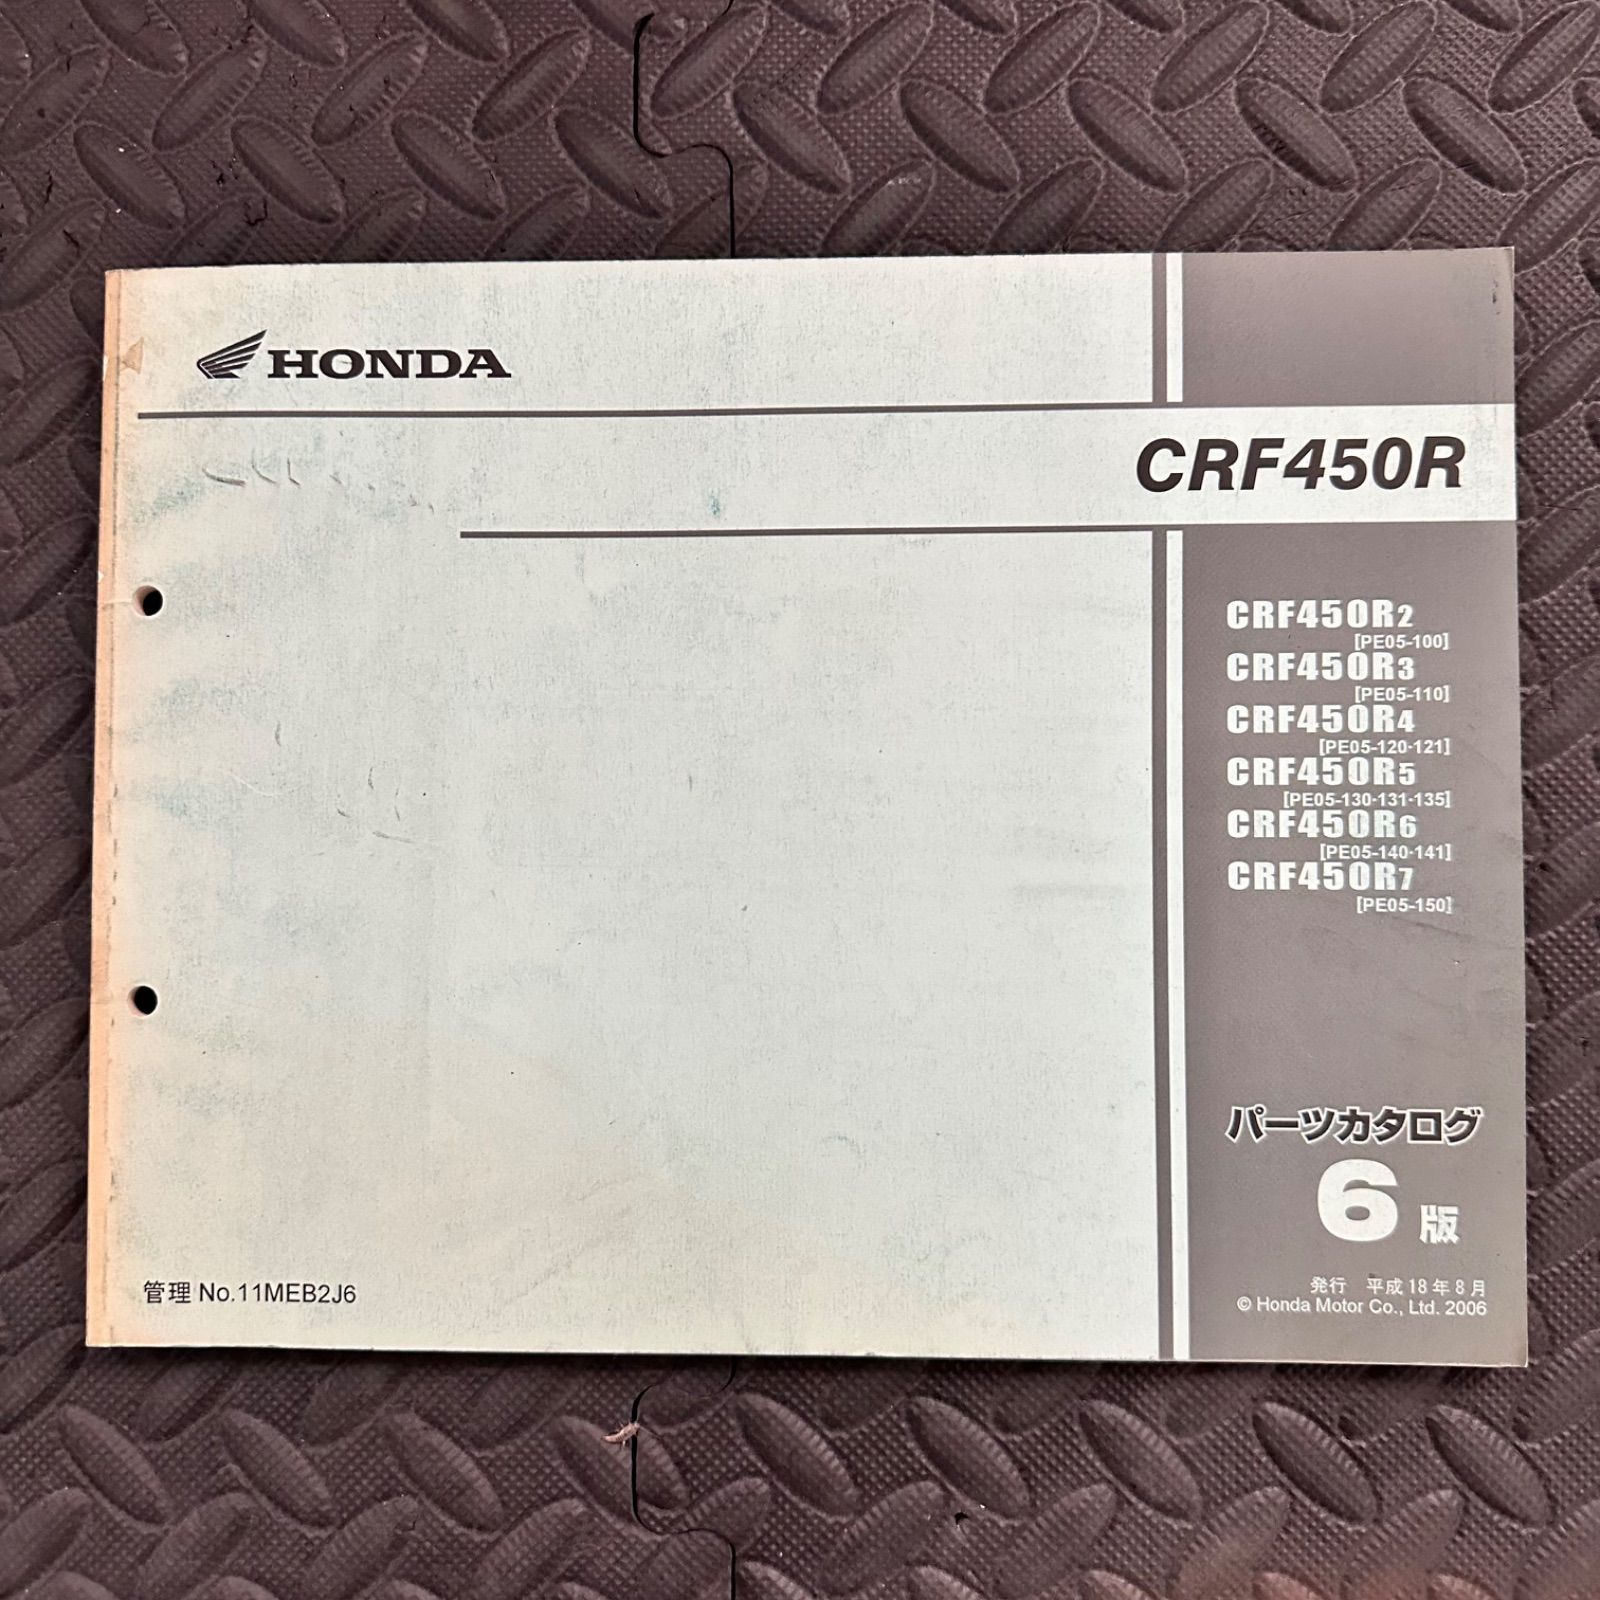 HONDA
CRF450R
CRF450R2
[PE05-100]
CRF450R3
[PE05-110]
CRF450R4
[PE05-120·121]
CRF450R5
[PE05-130·131·135]
CRF450R6
[PE05-140·141]
CRF450R7
[PE05-150]
パーツカタログ
6版
管理 No.11MEB2J6
発行 平成18年8月
© Honda Motor Co., Ltd. 2006